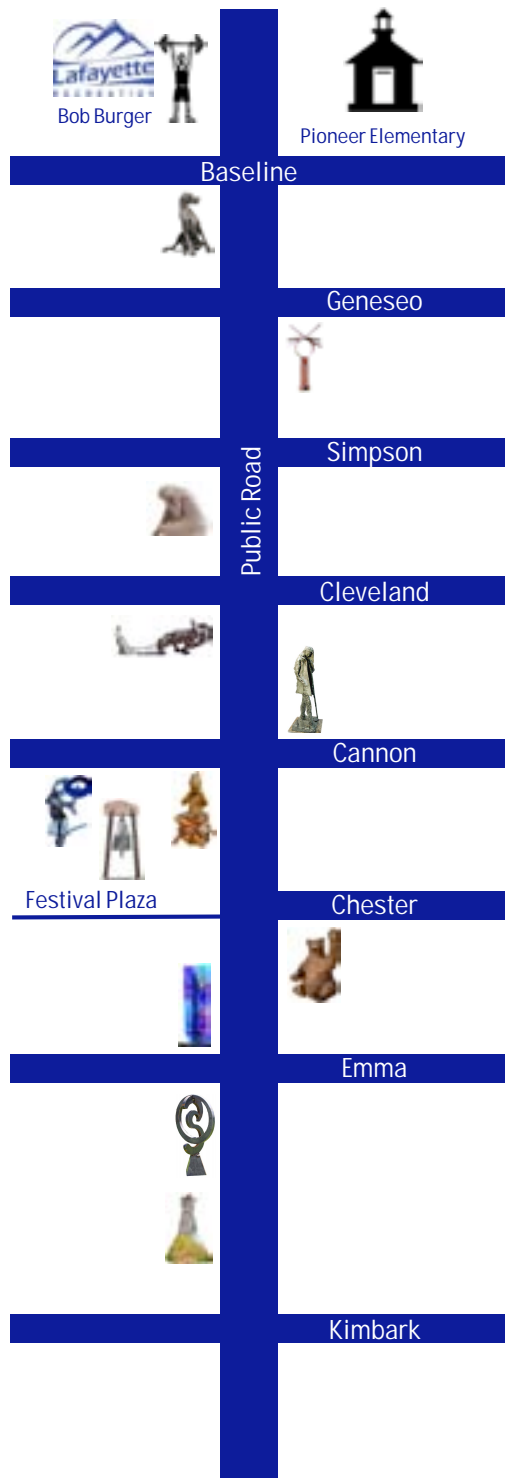 Lafayette
RECREATION
Bob Burger
Pioneer Elementary
Baseline
Geneseo
Simpson
Public Road
Cleveland
Cannon
Festival Plaza
Chester
Emma
Kimbark